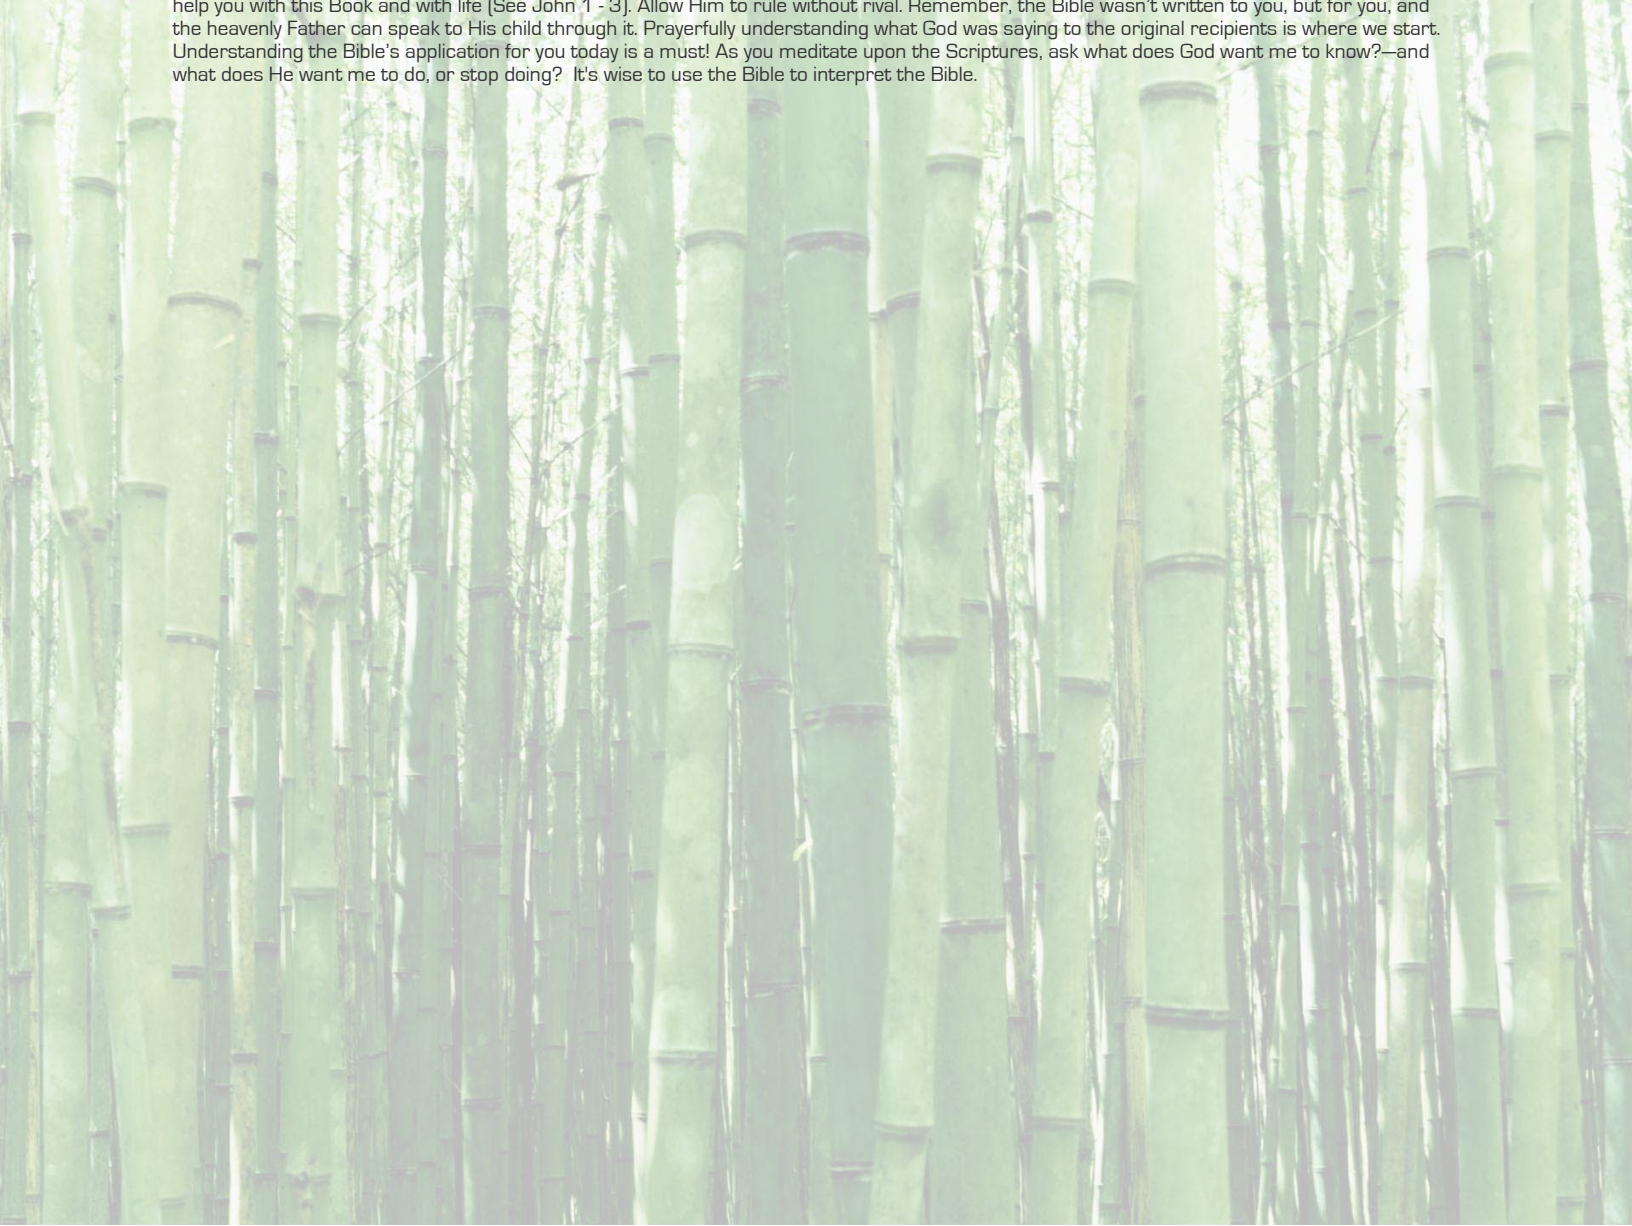 help you with this Book and with life (See John 1 - 3). Allow Him to rule without rival. Remember, the Bible wasn't written to you, but for you, and
the heavenly Father can speak to His child through it. Prayerfully understanding what God was saying to the original recipients is where we start.
Understanding the Bible's application for you today is a must! As you meditate upon the Scriptures, ask what does God want me to know?—and
what does He want me to do, or stop doing?  It's wise to use the Bible to interpret the Bible.